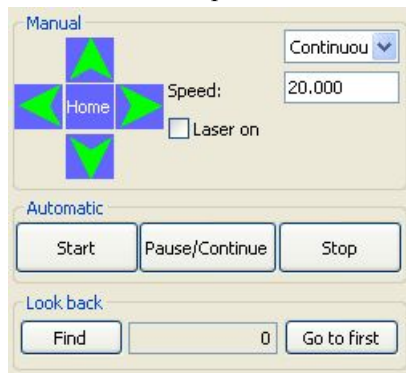 Manual
Continuou
Home
Speed:
20.000
Laser on
Automatic
Start
Pause/Continue
Stop
Look back
Find
0
Go to first